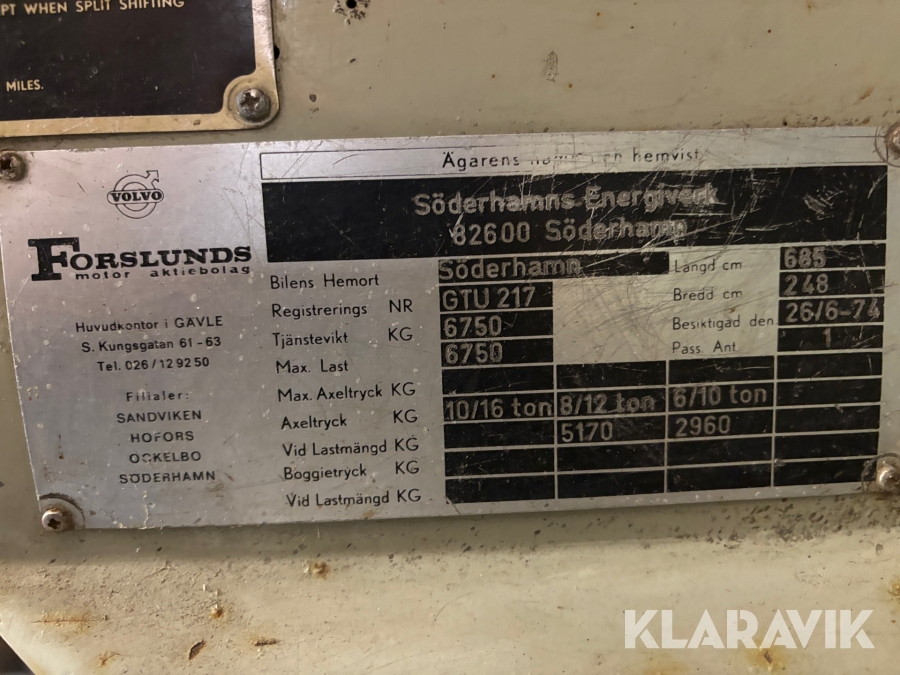 PT WHEN SPLIT SHIFTING
MILES.
VOLVO
FORSLUNDS
motor aktiebolag
Huvudkontor i GÄVLE
S. Kungsgatan 61-63
Tel. 026/129250
Filialer:
SANDVIKEN
HOFORS
OCKELBO
SÖDERHAMN
Ägarens hemvist
Söderhamns Energiverk
82600 Söderhamn
Bilens Hemort Söderhamn Längd cm 685
Registrerings NR GTU 217 Bredd cm 248
Tjänstevikt KG 6750 Besiktigad den 26/6-74
Max. Last 6750 Pass. Ant. 1
Max. Axeltryck KG 10/16 ton 8/12 ton 6/10 ton
Axeltryck KG 5170 2960
Vid Lastmängd KG
Boggietryck KG
Vid Lastmängd KG
KLARAVIK